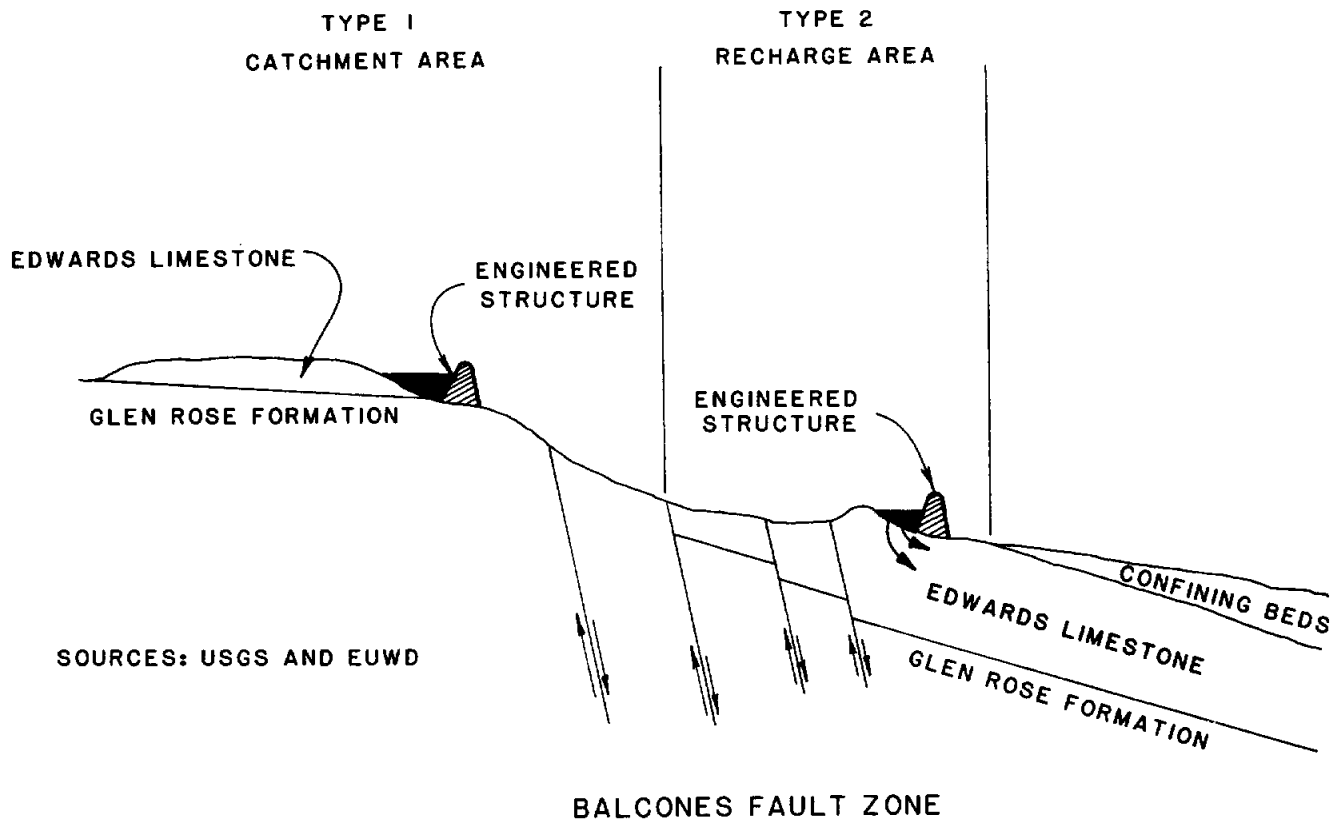 TYPE 1
CATCHMENT AREA
TYPE 2
RECHARGE AREA
EDWARDS LIMESTONE
ENGINEERED
STRUCTURE
GLEN ROSE FORMATION
ENGINEERED
STRUCTURE
CONFINING BEDS
EDWARDS LIMESTONE
GLEN ROSE FORMATION
SOURCES: USGS AND EUWD
BALCONES FAULT ZONE